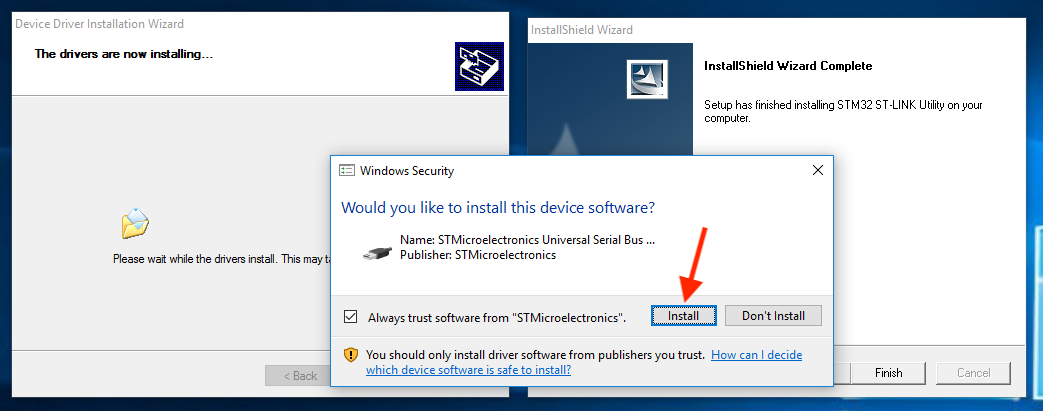 Device Driver Installation Wizard
The drivers are now installing...
Please wait while the drivers install. This may ta
< Back
InstallShield Wizard
InstallShield Wizard Complete
Setup has finished installing STM32 ST-LINK Utility on your
computer.
Finish
Cancel
Windows Security
Would you like to install this device software?
Name: STMicroelectronics Universal Serial Bus ...
Publisher: STMicroelectronics
Always trust software from "STMicroelectronics".
Install
Don't Install
You should only install driver software from publishers you trust. How can I decide
which device software is safe to install?